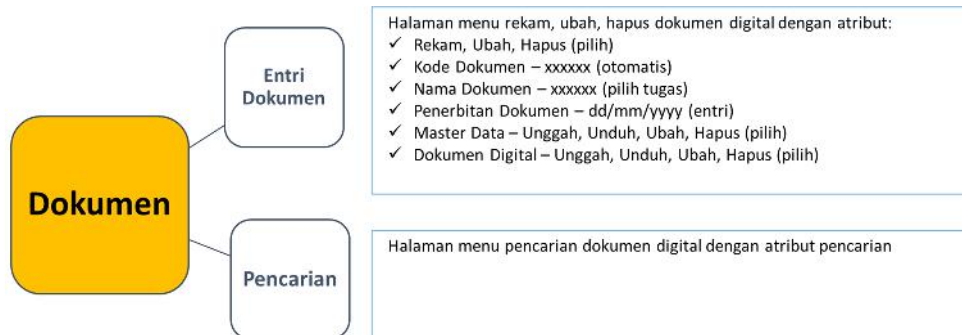 Dokumen
Entri
Dokumen
Halaman menu rekam, ubah, hapus dokumen digital dengan atribut:
✓ Rekam, Ubah, Hapus (pilih)
✓ Kode Dokumen – xxxxxx (otomatis)
✓ Nama Dokumen – xxxxxx (pilih tugas)
✓ Penerbitan Dokumen – dd/mm/yyyy (entri)
✓ Master Data – Unggah, Unduh, Ubah, Hapus (pilih)
✓ Dokumen Digital – Unggah, Unduh, Ubah, Hapus (pilih)
Pencarian
Halaman menu pencarian dokumen digital dengan atribut pencarian